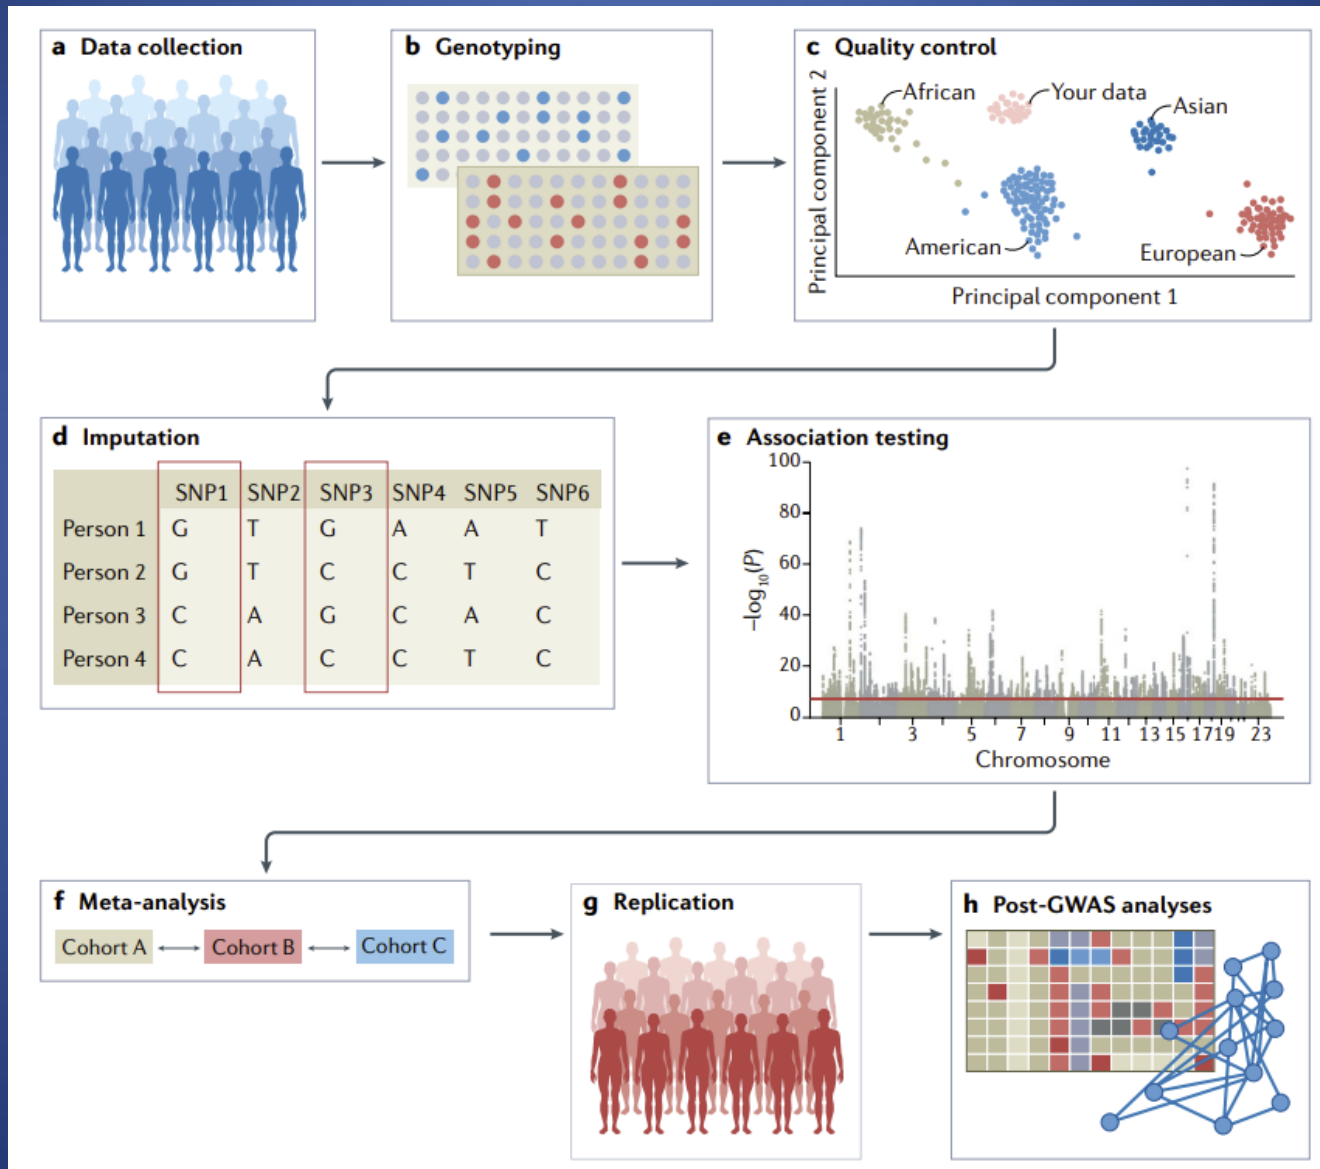 a Data collection
b Genotyping
c Quality control
Principal component 2
African
Your data
Asian
American
European
Principal component 1
d Imputation
SNP1 SNP2 SNP3 SNP4 SNP5 SNP6
Person 1 G T G A A T
Person 2 G T C C T C
Person 3 C A G C A C
Person 4 C A C C T C
e Association testing
100
80
60
40
20
0
–log10(P)
1 3 5 7 9 11 13 15 17 19 23
Chromosome
f Meta-analysis
Cohort A Cohort B Cohort C
g Replication
h Post-GWAS analyses